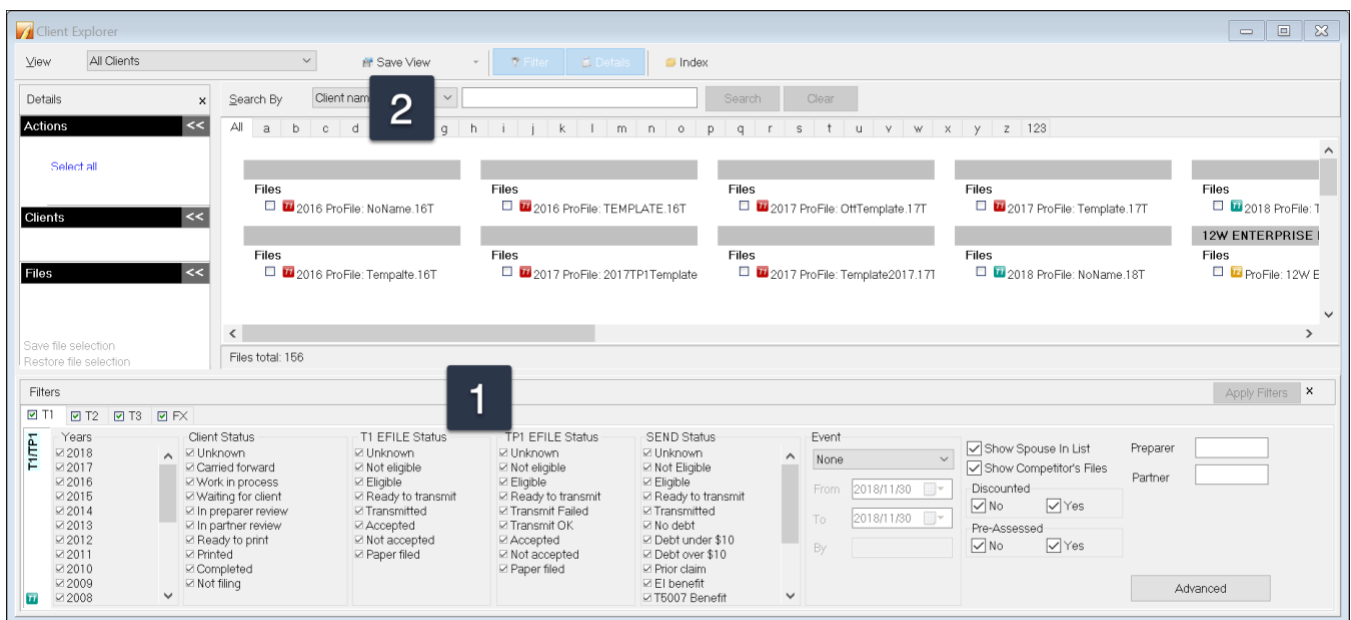 Client Explorer
View All Clients Save View Filter Details Index
Details x
Search By Client nam Search Clear
2
Actions <<
All a b c d g h i j k l m n o p q r s t u v w x y z 123
Select all
Files Files Files Files Files
2016 ProFile: NoName.16T 2016 ProFile: TEMPLATE.16T 2017 ProFile: OttTemplate.17T 2017 ProFile: Template.17T 2018 ProFile: T
Clients <<
12W ENTERPRISE
Files Files Files Files Files
Files <<
2016 ProFile: Tempalte.16T 2017 ProFile: 2017TP1Template 2017 ProFile: Template2017.17T 2018 ProFile: NoName.18T ProFile: 12W E
Save file selection
Restore file selection
Files total: 156
1
Filters Apply Filters x
T1 T2 T3 FX
T1/TP1
Years
2018
2017
2016
2015
2014
2013
2012
2011
2010
2009
2008
Client Status
Unknown
Carried forward
Work in process
Waiting for client
In preparer review
In partner review
Ready to print
Printed
Completed
Not filing
T1 EFILE Status
Unknown
Not eligible
Eligible
Ready to transmit
Transmitted
Accepted
Not accepted
Paper filed
TP1 EFILE Status
Unknown
Not eligible
Eligible
Ready to transmit
Transmit Failed
Transmit OK
Accepted
Not accepted
Paper filed
SEND Status
Unknown
Not Eligible
Eligible
Ready to transmit
Transmitted
No debt
Debt under $10
Debt over $10
Prior claim
EI benefit
T5007 Benefit
Event
None
From 2018/11/30
To 2018/11/30
By
Show Spouse In List
Show Competitor's Files
Discounted
No Yes
Pre-Assessed
No Yes
Preparer
Partner
Advanced